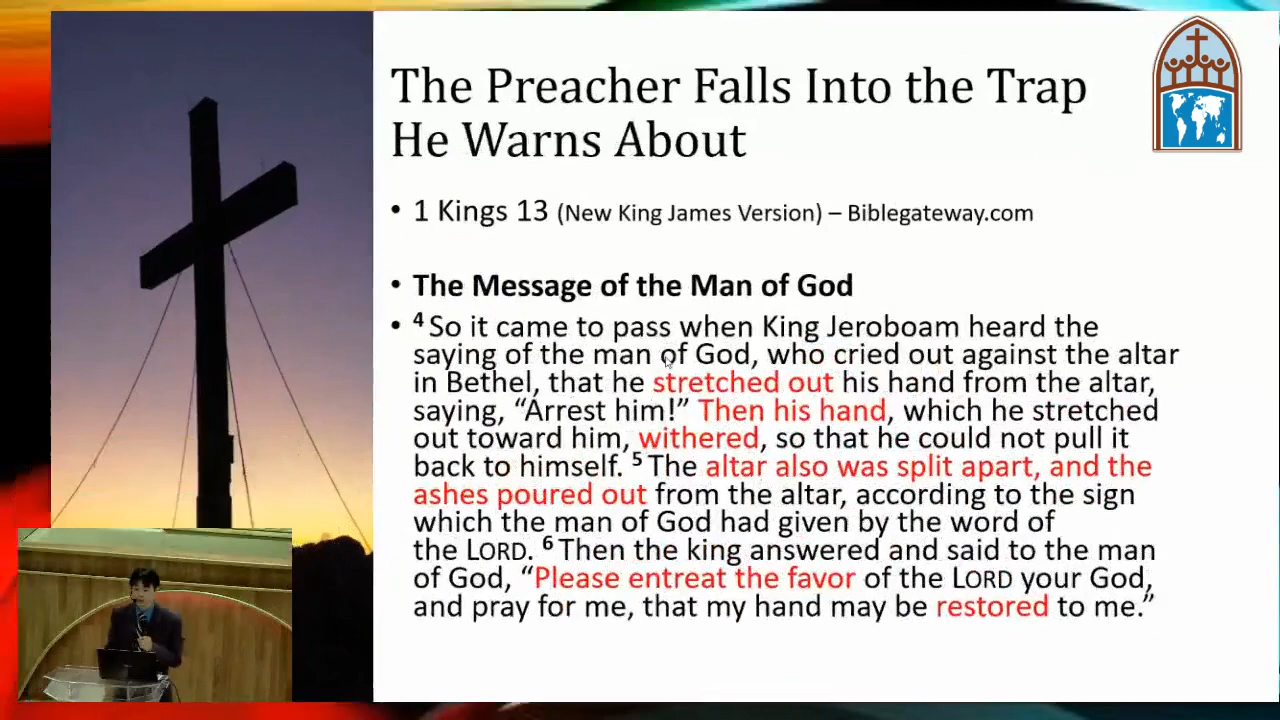 The Preacher Falls Into the Trap
He Warns About
• 1 Kings 13 (New King James Version) – Biblegateway.com
• The Message of the Man of God
• 4 So it came to pass when King Jeroboam heard the
saying of the man of God, who cried out against the altar
in Bethel, that he stretched out his hand from the altar,
saying, “Arrest him!” Then his hand, which he stretched
out toward him, withered, so that he could not pull it
back to himself. 5 The altar also was split apart, and the
ashes poured out from the altar, according to the sign
which the man of God had given by the word of
the LORD. 6 Then the king answered and said to the man
of God, “Please entreat the favor of the LORD your God,
and pray for me, that my hand may be restored to me.”